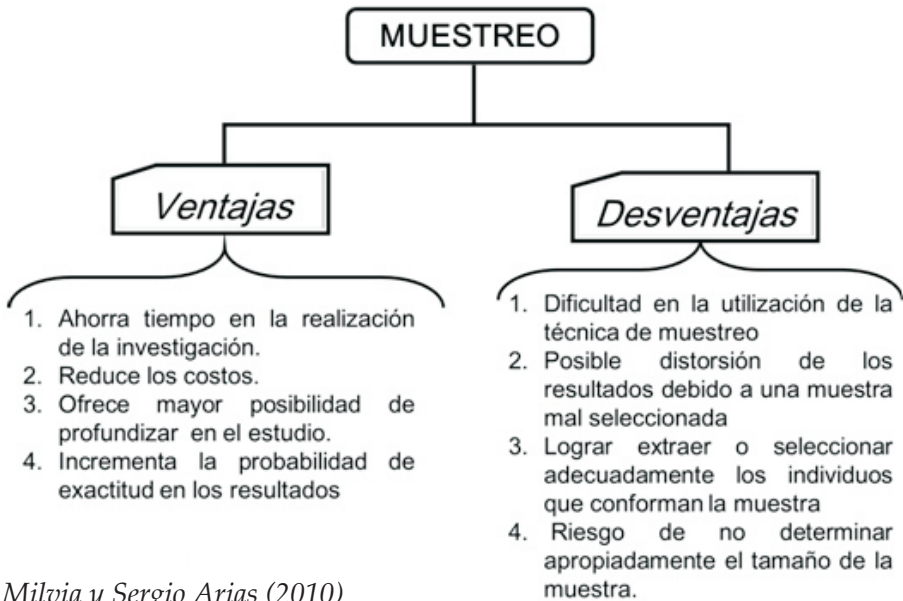 MUESTREO
Ventajas
1. Ahorra tiempo en la realización
de la investigación.
2. Reduce los costos.
3. Ofrece mayor posibilidad de
profundizar en el estudio.
4. Incrementa la probabilidad de
exactitud en los resultados
Desventajas
1. Dificultad en la utilización de la
técnica de muestreo
2. Posible distorsión de los
resultados debido a una muestra
mal seleccionada
3. Lograr extraer o seleccionar
adecuadamente los individuos
que conforman la muestra
4. Riesgo de no determinar
apropiadamente el tamaño de la
muestra.
Milvia y Sergio Arias (2010)